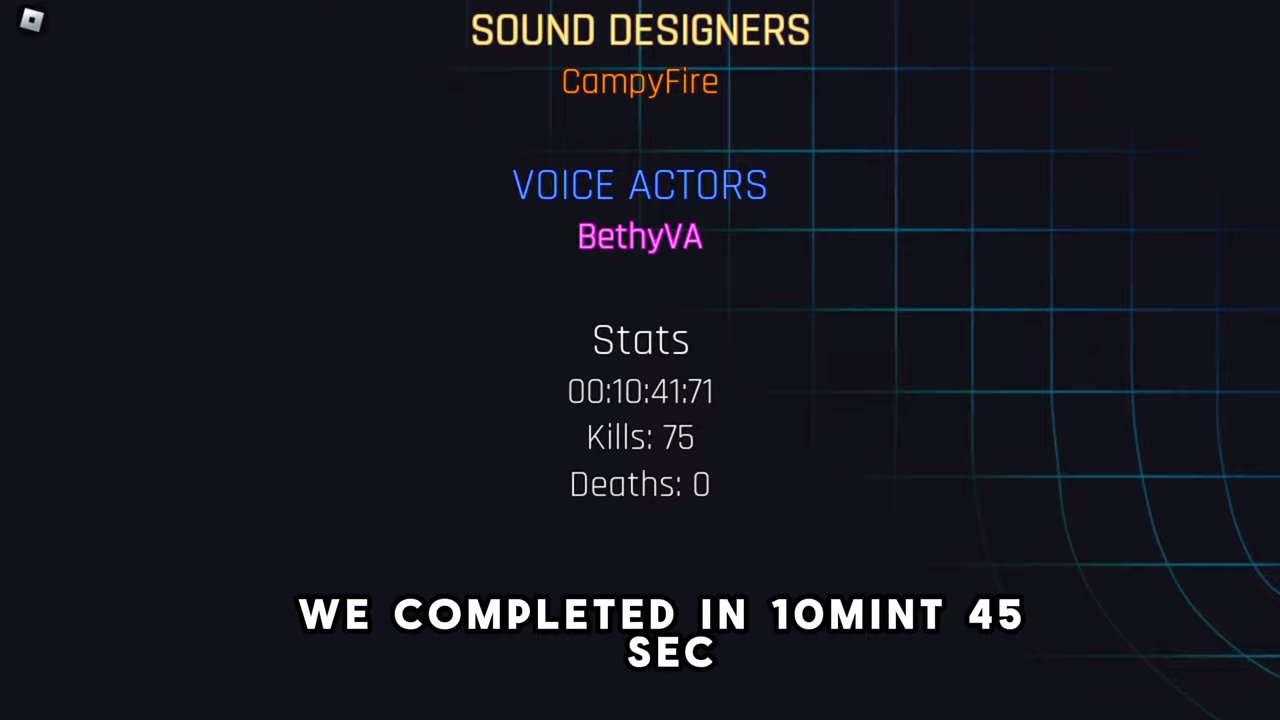 SOUND DESIGNERS
CampyFire
VOICE ACTORS
BethyVA
Stats
00:10:41:71
Kills: 75
Deaths: 0
WE COMPLETED IN 10MINT 45
SEC